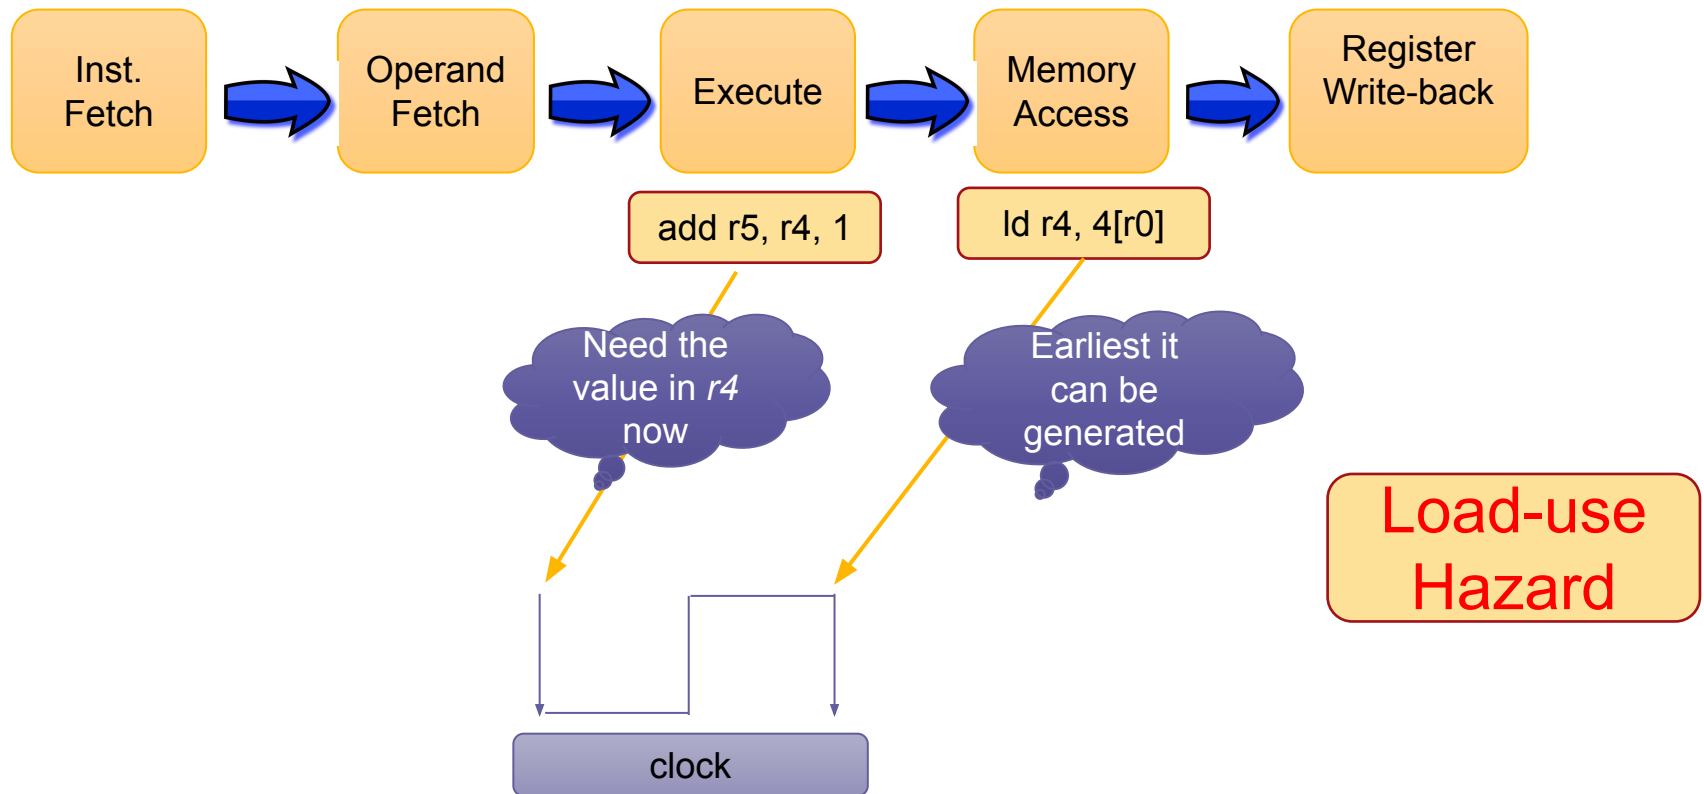 Inst.
Fetch
Operand
Fetch
Execute
Memory
Access
Register
Write-back
add r5, r4, 1
ld r4, 4[r0]
Need the
value in r4
now
Earliest it
can be
generated
Load-use
Hazard
clock